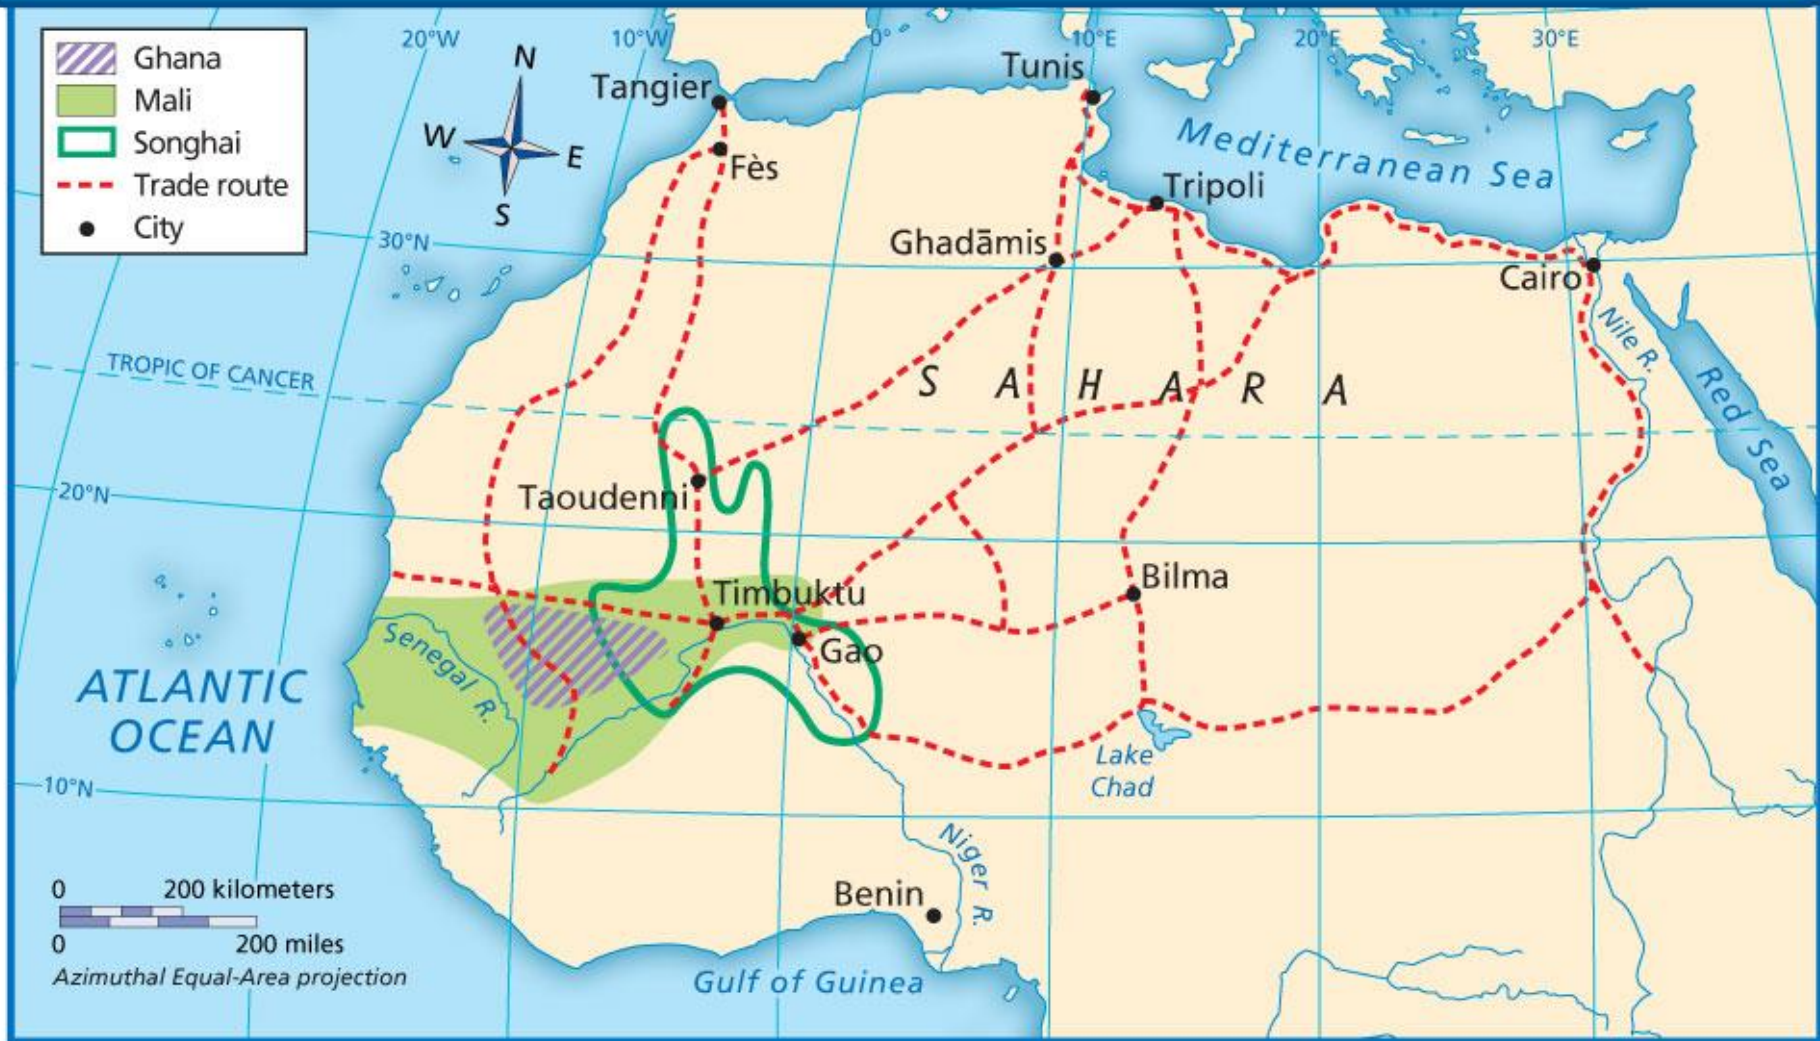 Ghana
Mali
Songhai
Trade route
City
20°W
10°W
0°
10°E
20°E
30°E
N
W
E
S
Tangier
Tunis
Fès
Mediterranean Sea
Tripoli
30°N
Ghadāmis
Cairo
Nile R.
TROPIC OF CANCER
SAHARA
Red Sea
20°N
Taoudenni
Timbuktu
Bilma
Senegal R.
Gao
ATLANTIC
OCEAN
Lake
Chad
10°N
Niger R.
Benin
0 200 kilometers
0 200 miles
Azimuthal Equal-Area projection
Gulf of Guinea